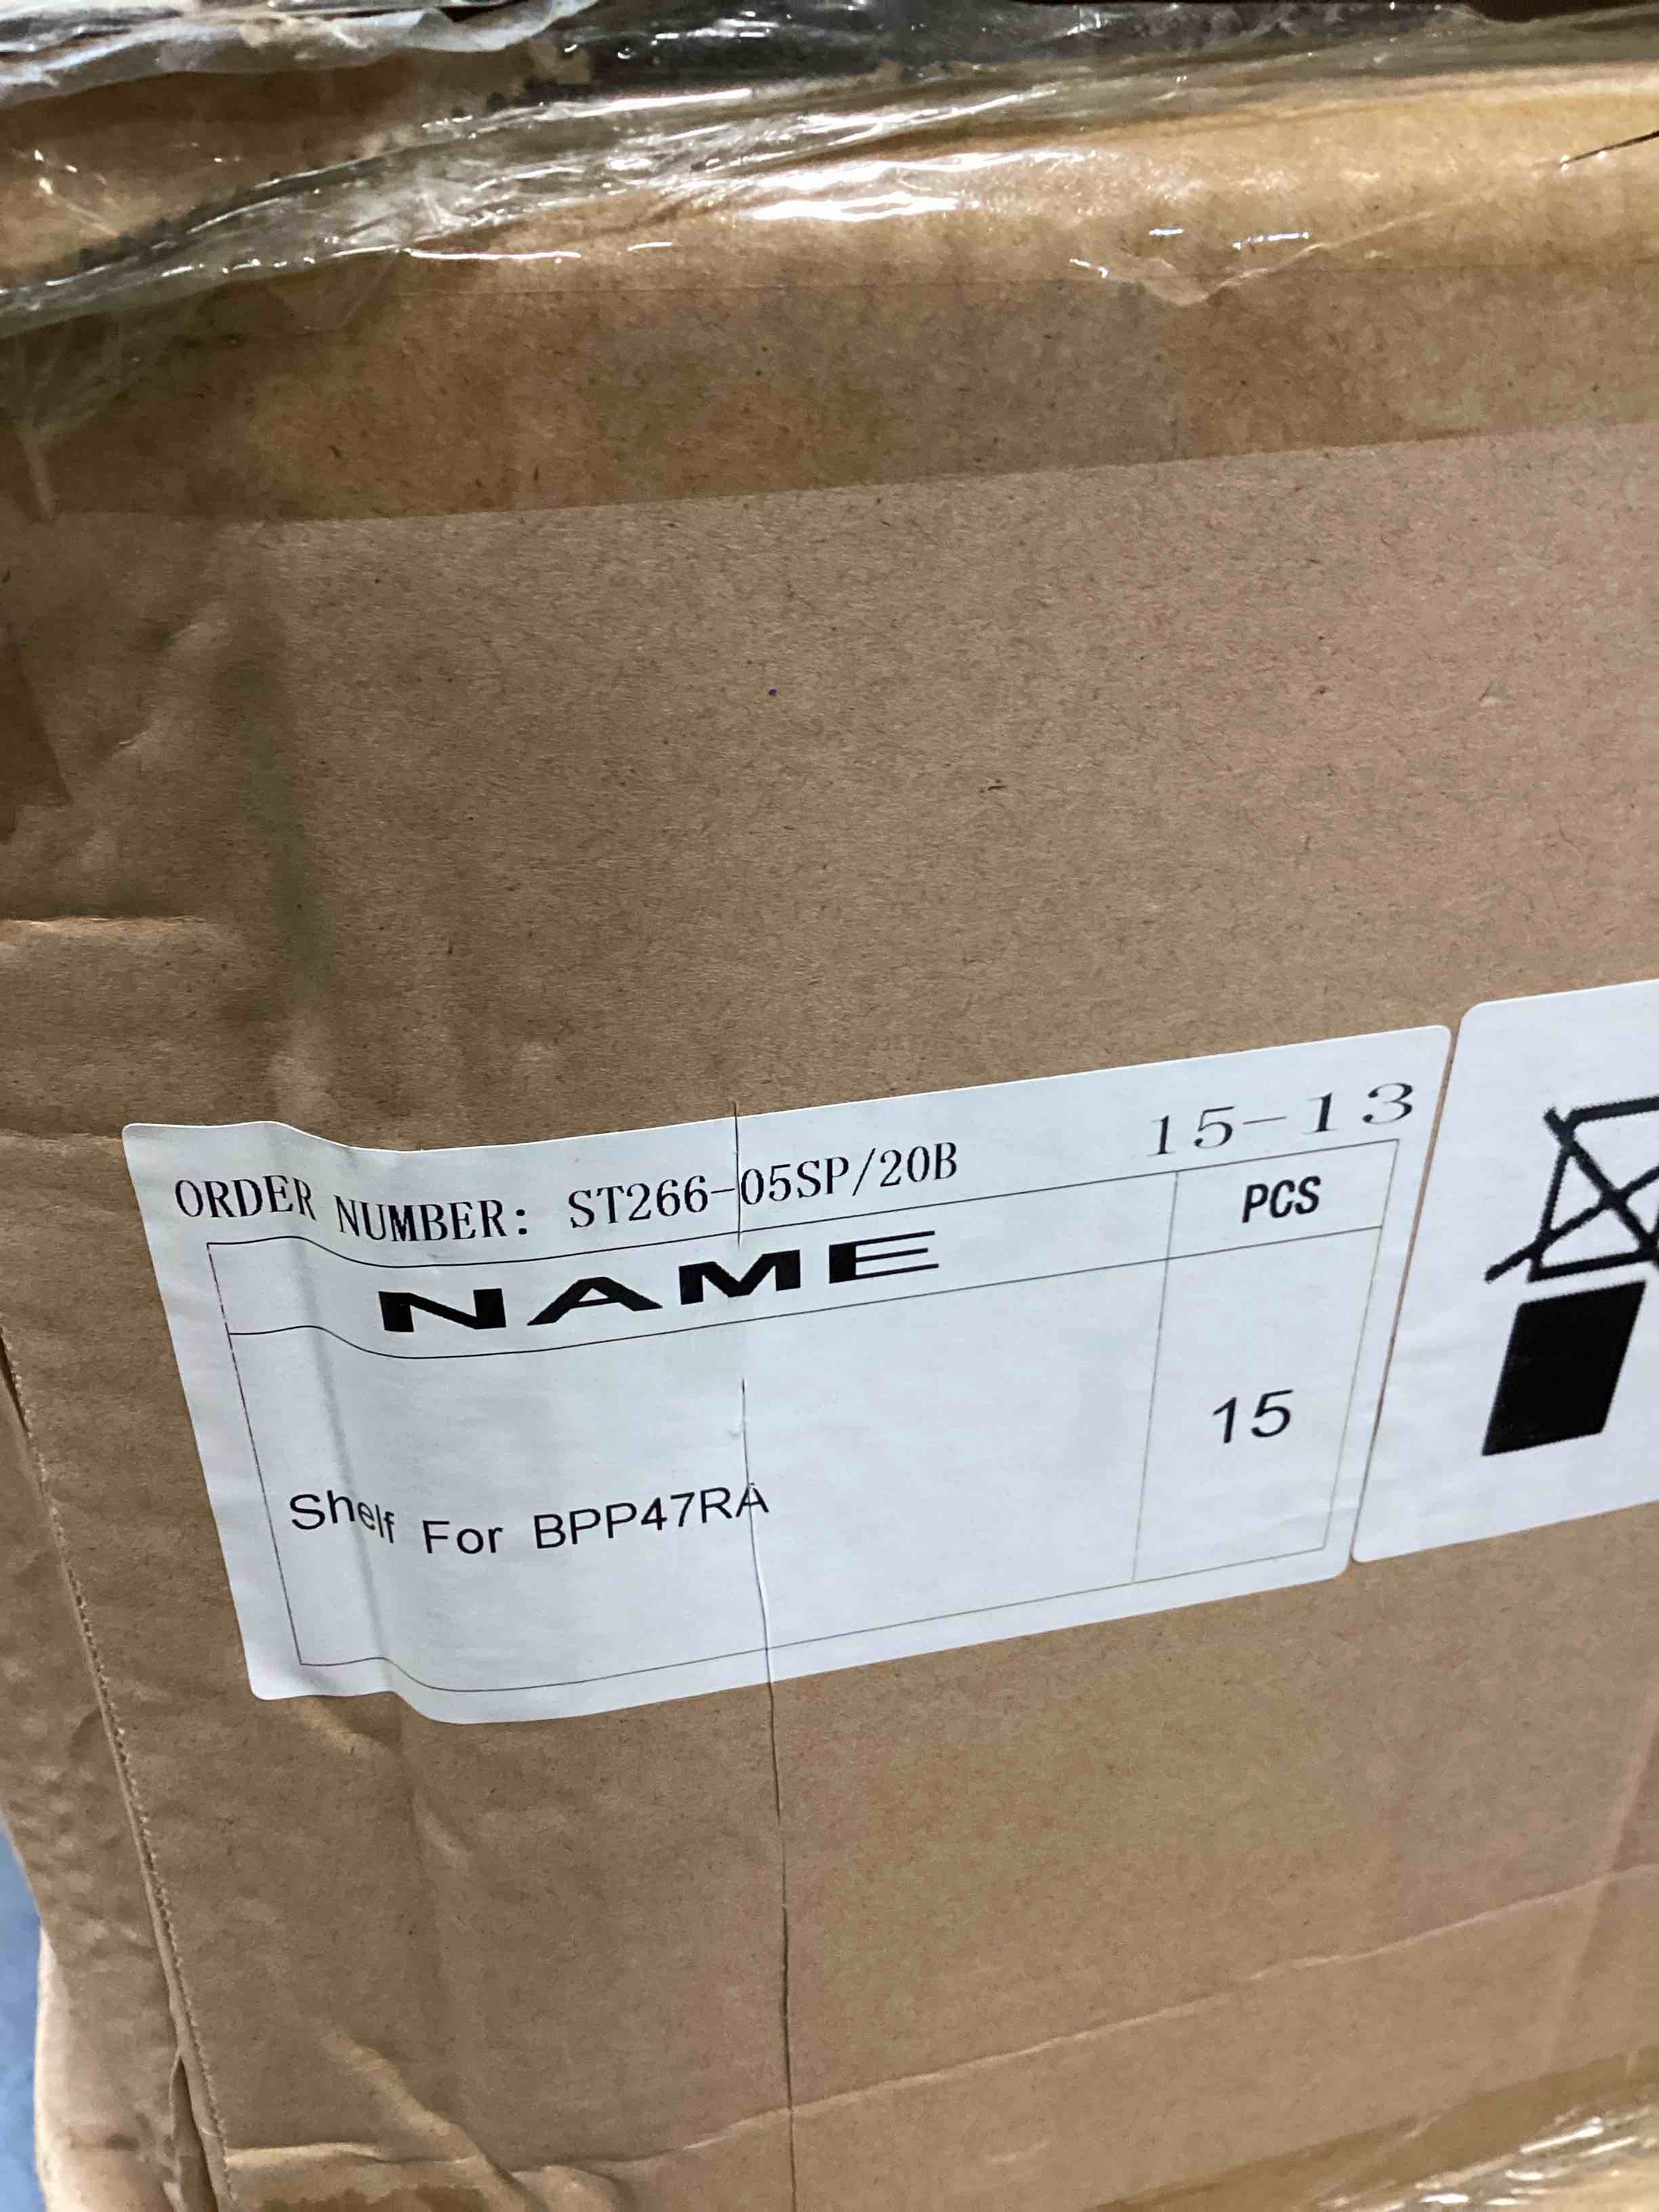 15-13
ORDER NUMBER: ST266-05SP/20B
NAME PCS
Shelf For BPP47RA 15